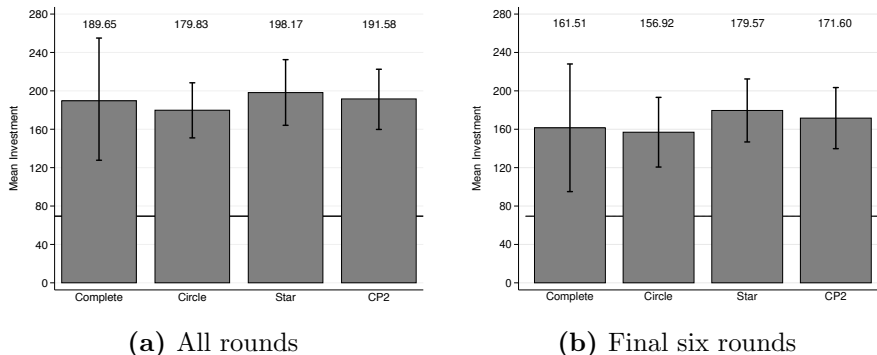 280
240
200
160
120
80
40
0
Mean Investment
189.65 179.83 198.17 191.58
Complete Circle Star CP2
(a) All rounds
280
240
200
160
120
80
40
0
Mean Investment
161.51 156.92 179.57 171.60
Complete Circle Star CP2
(b) Final six rounds